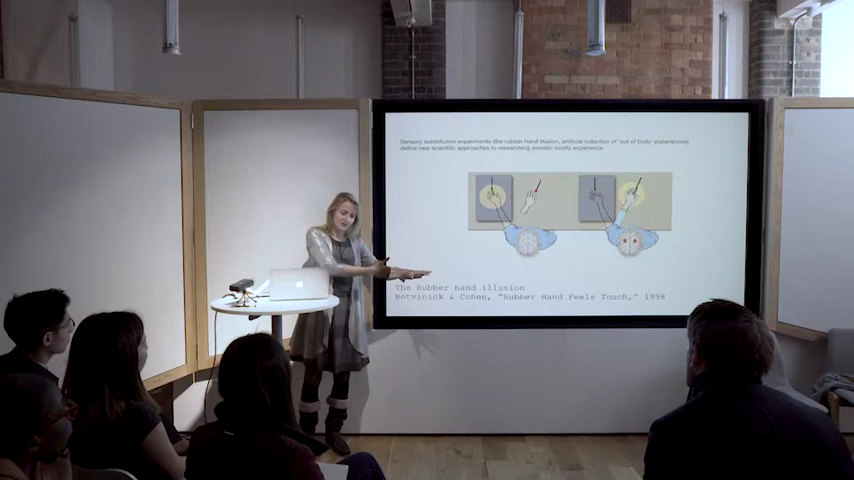 Sensory substitution experiments (the rubber hand illusion, artificial induction of 'out of body' experiences)
define new scientific approaches to researching somatic bodily experience.
The Rubber hand illusion
Botvinick & Cohen, "Rubber Hand Feels Touch," 1998